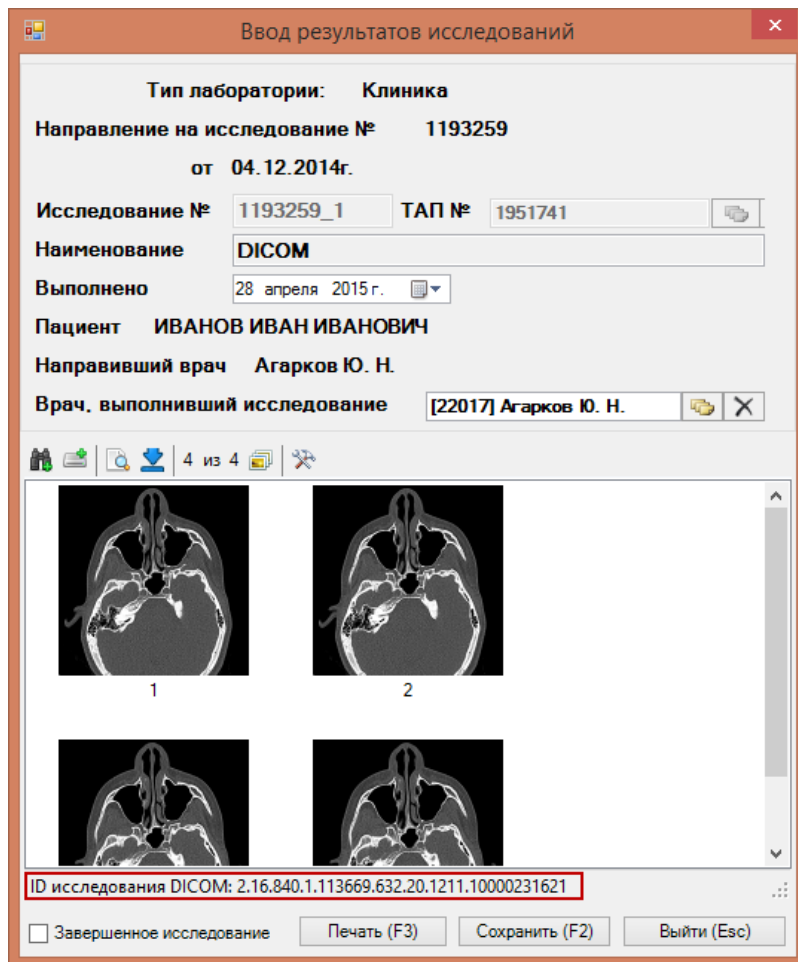 Ввод результатов исследований
Тип лаборатории: Клиника
Направление на исследование № 1193259
от 04.12.2014г.
Исследование № 1193259_1 ТАП № 1951741
Наименование DICOM
Выполнено 28 апреля 2015 г.
Пациент ИВАНОВ ИВАН ИВАНОВИЧ
Направивший врач Агарков Ю. Н.
Врач, выполнивший исследование [22017] Агарков Ю. Н.
4 из 4
1 2
ID исследования DICOM: 2.16.840.1.113669.632.20.1211.10000231621
Завершенное исследование Печать (F3) Сохранить (F2) Выйти (Esc)